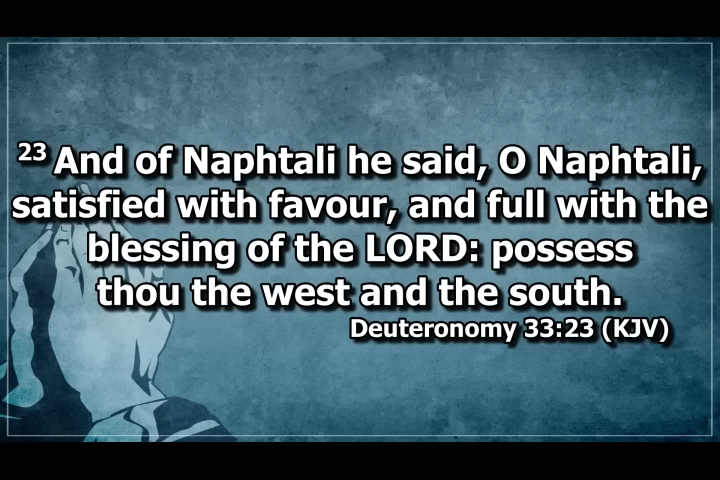 23 And of Naphtali he said, O Naphtali,
satisfied with favour, and full with the
blessing of the LORD: possess
thou the west and the south.
Deuteronomy 33:23 (KJV)